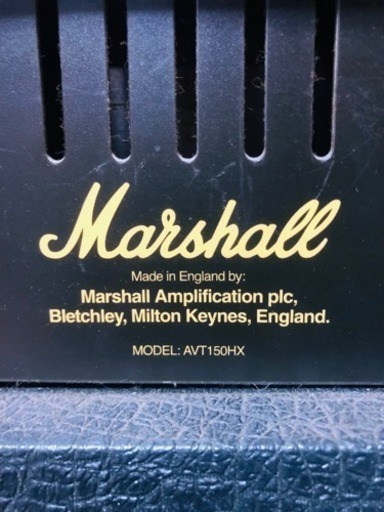 Marshall
Made in England by:
Marshall Amplification plc,
Bletchley, Milton Keynes, England.
MODEL: AVT150HX